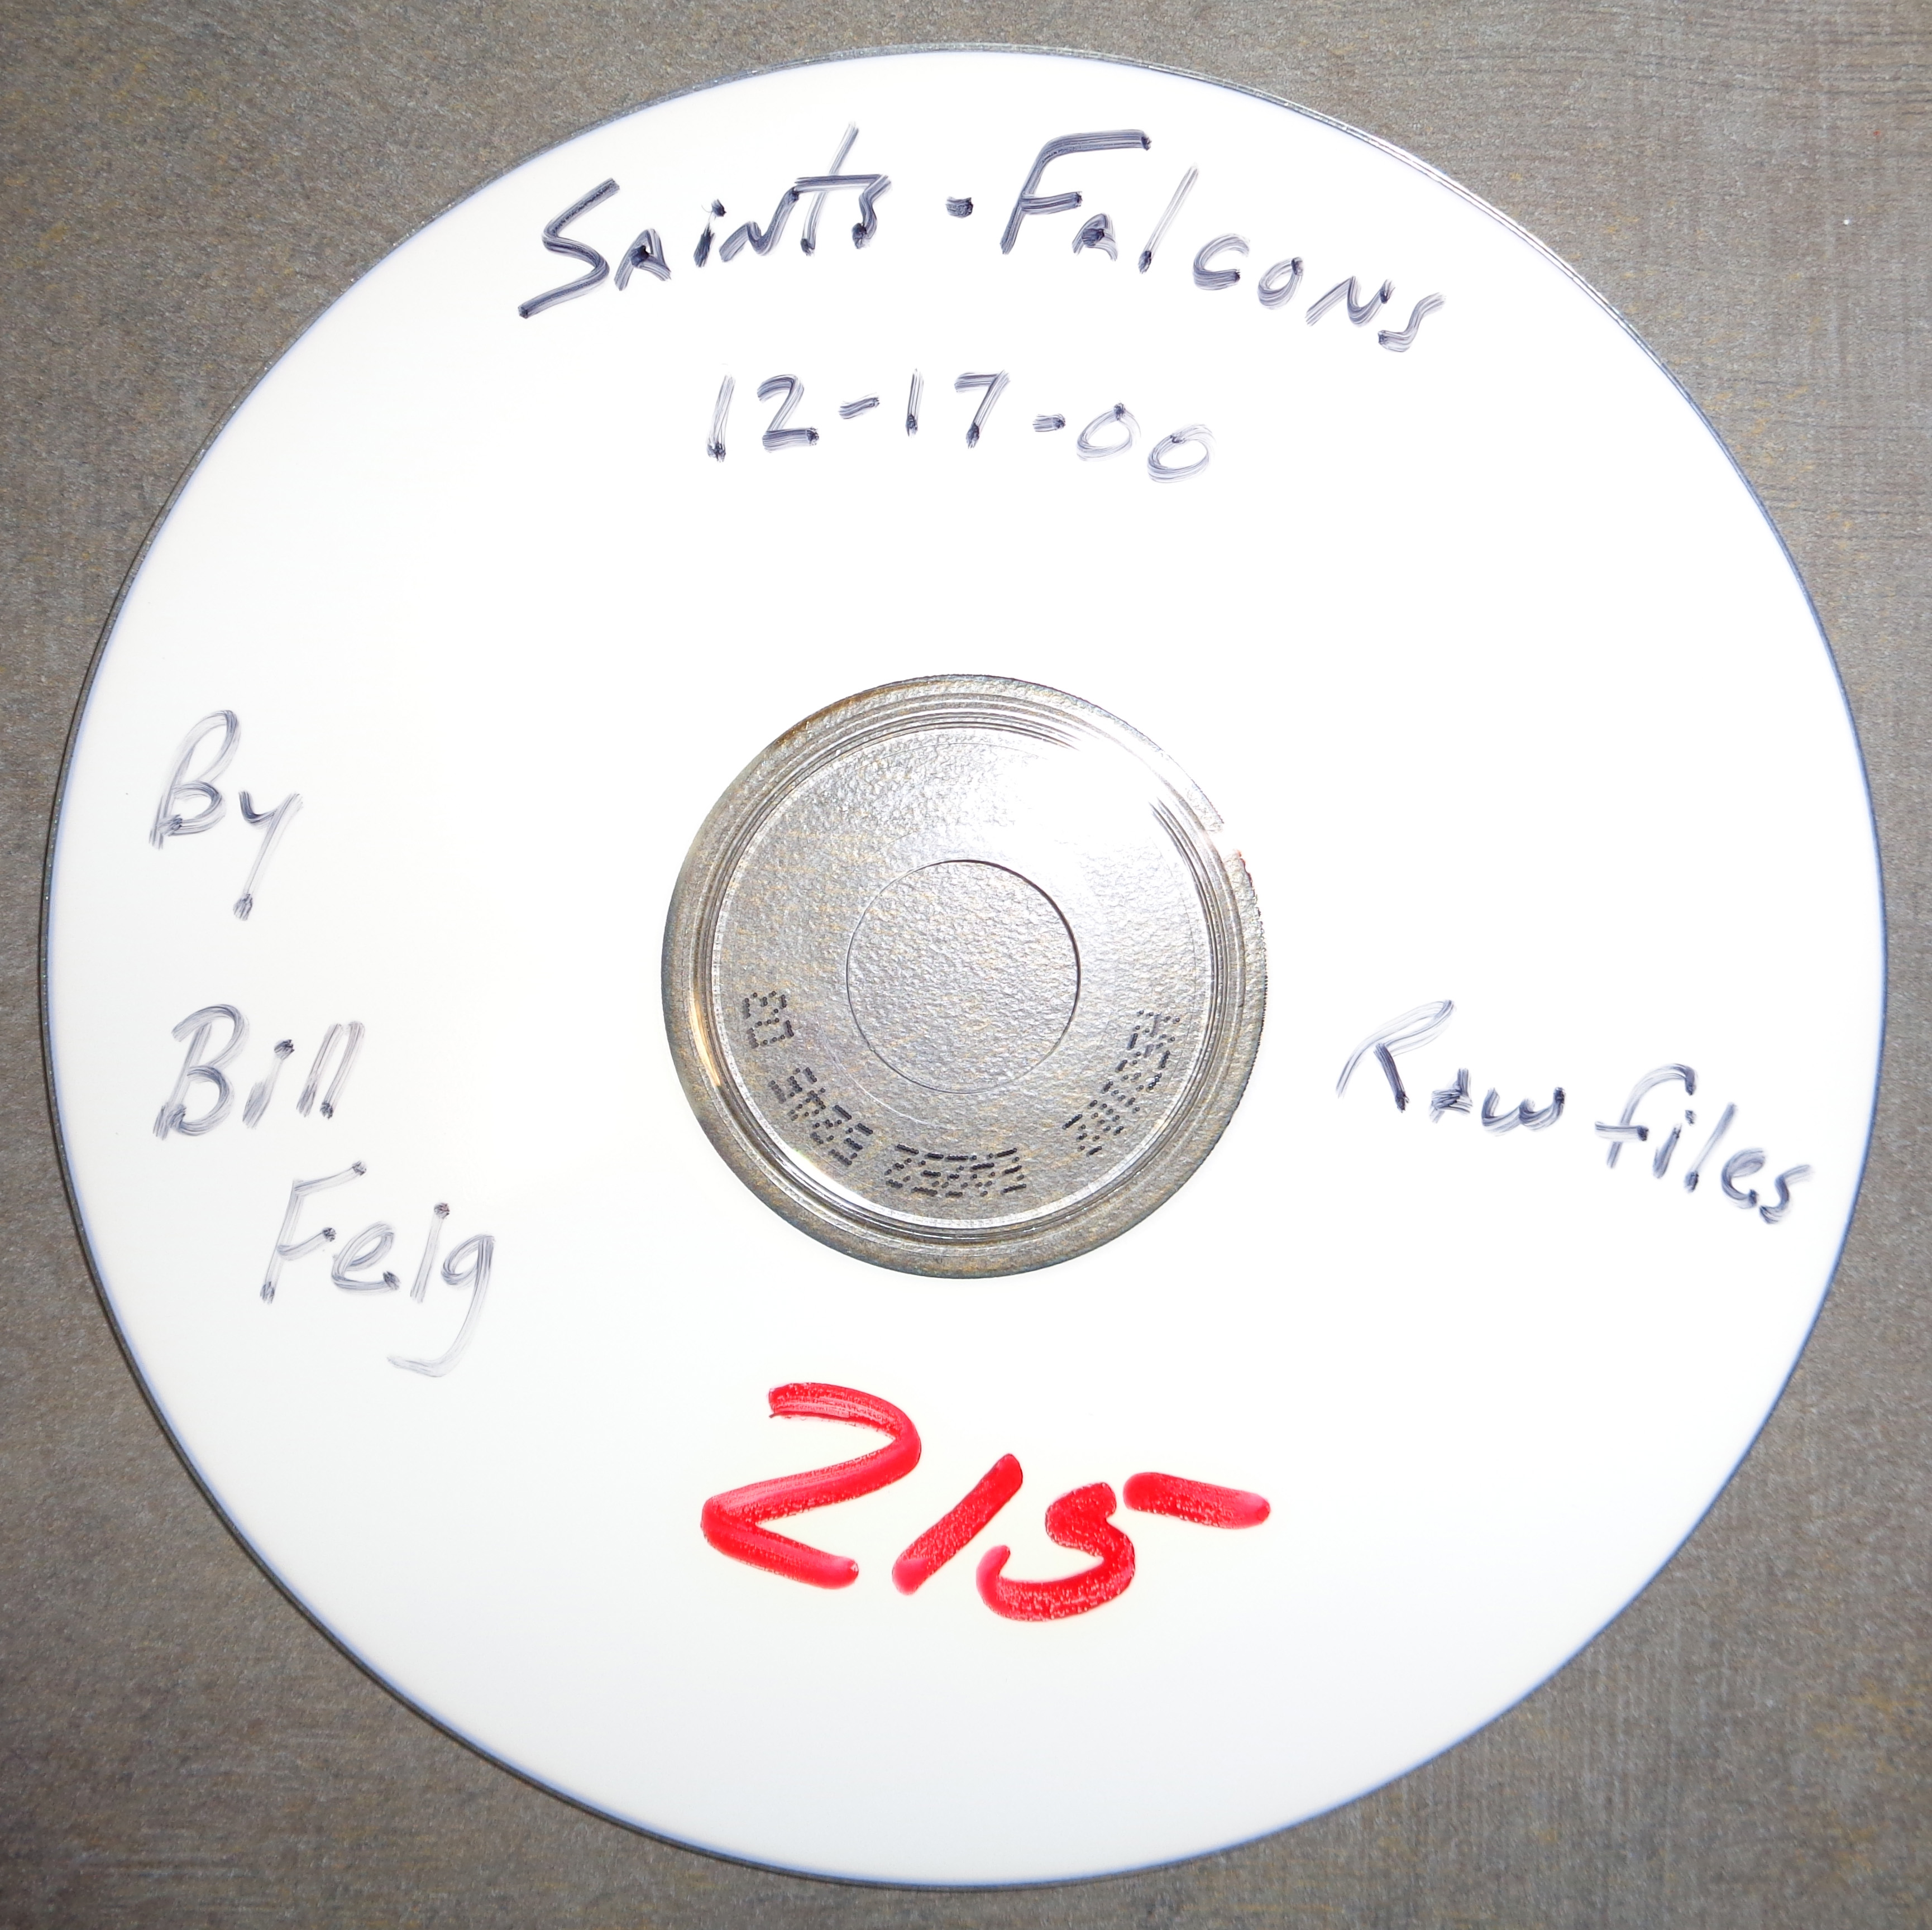 Saints - Falcons
12-17-00
By
Bill
Feig
Raw files
215